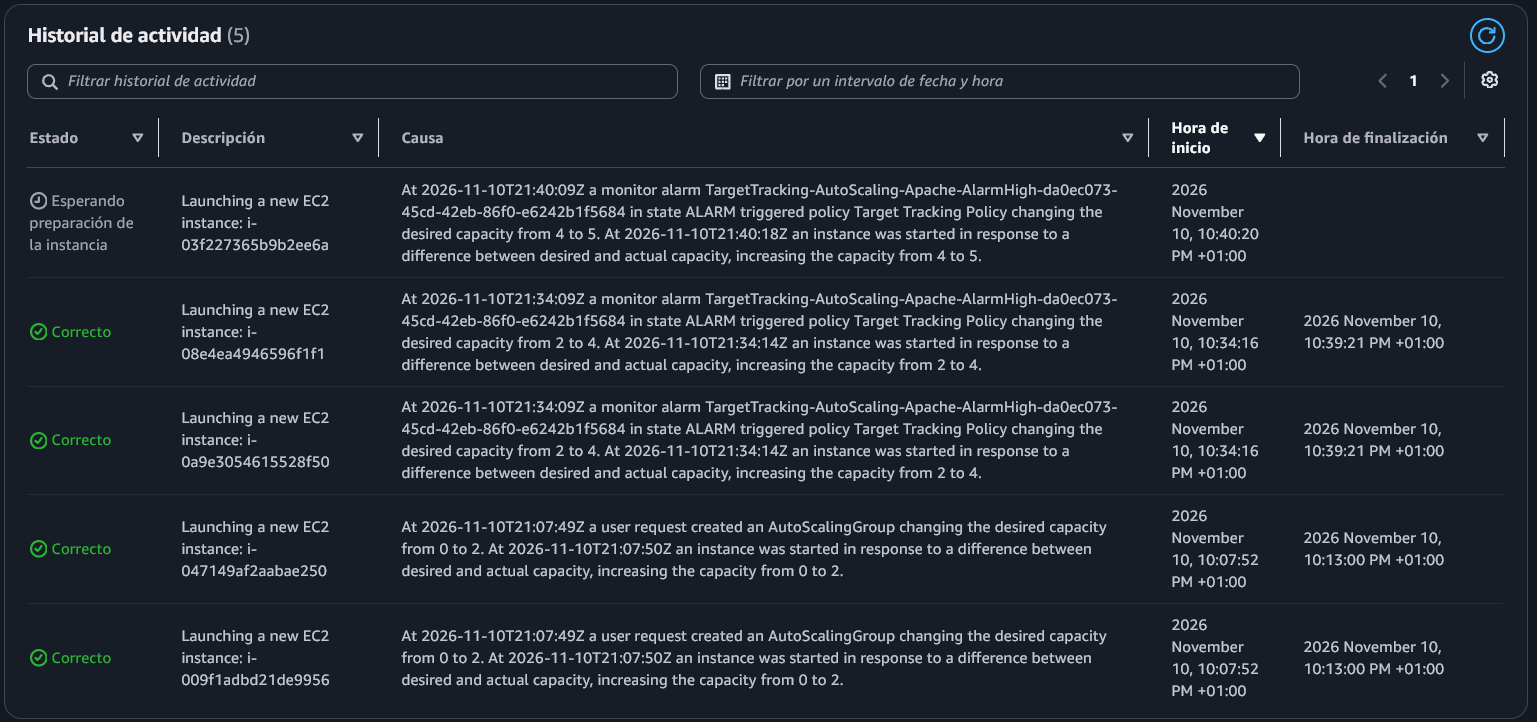 Historial de actividad (5)
Filtrar historial de actividad
Filtrar por un intervalo de fecha y hora
1
Estado
Descripción
Causa
Hora de
inicio
Hora de finalización
Esperando
preparación de
la instancia
Launching a new EC2
instance: i-
03f227365b9b2ee6a
At 2026-11-10T21:40:09Z a monitor alarm TargetTracking-AutoScaling-Apache-AlarmHigh-da0ec073-
45cd-42eb-86f0-e6242b1f5684 in state ALARM triggered policy Target Tracking Policy changing the
desired capacity from 4 to 5. At 2026-11-10T21:40:18Z an instance was started in response to a
difference between desired and actual capacity, increasing the capacity from 4 to 5.
2026
November
10, 10:40:20
PM +01:00
Correcto
Launching a new EC2
instance: i-
08e4ea4946596f1f1
At 2026-11-10T21:34:09Z a monitor alarm TargetTracking-AutoScaling-Apache-AlarmHigh-da0ec073-
45cd-42eb-86f0-e6242b1f5684 in state ALARM triggered policy Target Tracking Policy changing the
desired capacity from 2 to 4. At 2026-11-10T21:34:14Z an instance was started in response to a
difference between desired and actual capacity, increasing the capacity from 2 to 4.
2026
November
10, 10:34:16
PM +01:00
2026 November 10,
10:39:21 PM +01:00
Correcto
Launching a new EC2
instance: i-
0a9e3054615528f50
At 2026-11-10T21:34:09Z a monitor alarm TargetTracking-AutoScaling-Apache-AlarmHigh-da0ec073-
45cd-42eb-86f0-e6242b1f5684 in state ALARM triggered policy Target Tracking Policy changing the
desired capacity from 2 to 4. At 2026-11-10T21:34:14Z an instance was started in response to a
difference between desired and actual capacity, increasing the capacity from 2 to 4.
2026
November
10, 10:34:16
PM +01:00
2026 November 10,
10:39:21 PM +01:00
Correcto
Launching a new EC2
instance: i-
047149af2aabae250
At 2026-11-10T21:07:49Z a user request created an AutoScalingGroup changing the desired capacity
from 0 to 2. At 2026-11-10T21:07:50Z an instance was started in response to a difference between
desired and actual capacity, increasing the capacity from 0 to 2.
2026
November
10, 10:07:52
PM +01:00
2026 November 10,
10:13:00 PM +01:00
Correcto
Launching a new EC2
instance: i-
009f1adbd21de9956
At 2026-11-10T21:07:49Z a user request created an AutoScalingGroup changing the desired capacity
from 0 to 2. At 2026-11-10T21:07:50Z an instance was started in response to a difference between
desired and actual capacity, increasing the capacity from 0 to 2.
2026
November
10, 10:07:52
PM +01:00
2026 November 10,
10:13:00 PM +01:00